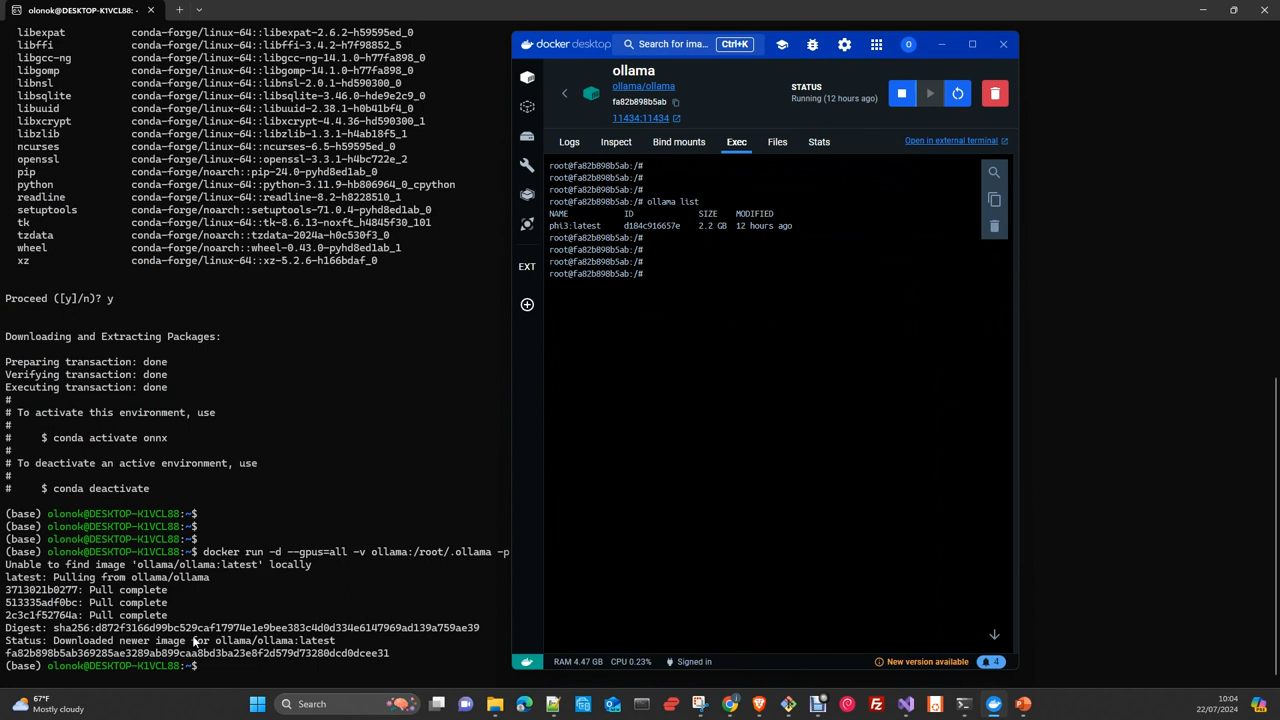 olonok@DESKTOP-K1VCL88: ~
libexpat conda-forge/linux-64::libexpat-2.6.2-h59595ed_0
libffi conda-forge/linux-64::libffi-3.4.2-h7f98852_5
libgcc-ng conda-forge/linux-64::libgcc-ng-14.1.0-h77fa898_0
libgomp conda-forge/linux-64::libgomp-14.1.0-h77fa898_0
libnsl conda-forge/linux-64::libnsl-2.0.1-hd590300_0
libsqlite conda-forge/linux-64::libsqlite-3.46.0-hde9e2c9_0
libuuid conda-forge/linux-64::libuuid-2.38.1-h0b41bf4_0
libxcrypt conda-forge/linux-64::libxcrypt-4.4.36-hd590300_1
libzlib conda-forge/linux-64::libzlib-1.3.1-h4ab18f5_1
ncurses conda-forge/linux-64::ncurses-6.5-h59595ed_0
openssl conda-forge/linux-64::openssl-3.3.1-h4bc722e_2
pip conda-forge/noarch::pip-24.0-pyhd8ed1ab_0
python conda-forge/linux-64::python-3.11.9-hb806964_0_cpython
readline conda-forge/linux-64::readline-8.2-h8228510_1
setuptools conda-forge/noarch::setuptools-71.0.4-pyhd8ed1ab_0
tk conda-forge/linux-64::tk-8.6.13-noxft_h4845f30_101
tzdata conda-forge/noarch::tzdata-2024a-h0c530f3_0
wheel conda-forge/noarch::wheel-0.43.0-pyhd8ed1ab_1
xz conda-forge/linux-64::xz-5.2.6-h166bdaf_0
Proceed ([y]/n)? y
Downloading and Extracting Packages:
Preparing transaction: done
Verifying transaction: done
Executing transaction: done
#
# To activate this environment, use
#
# $ conda activate onnx
#
# To deactivate an active environment, use
#
# $ conda deactivate
(base) olonok@DESKTOP-K1VCL88:~$
(base) olonok@DESKTOP-K1VCL88:~$
(base) olonok@DESKTOP-K1VCL88:~$
(base) olonok@DESKTOP-K1VCL88:~$ docker run -d --gpus=all -v ollama:/root/.ollama -p
Unable to find image 'ollama/ollama:latest' locally
latest: Pulling from ollama/ollama
3713021b0277: Pull complete
513335adf0bc: Pull complete
2c3c1f52764a: Pull complete
Digest: sha256:d872f3166d99bc529caf17974e1e9bee383c4d0d334e6147969ad139a759ae39
Status: Downloaded newer image for ollama/ollama:latest
fa82b898b5ab369285ae3289ab899caa8bd3ba23e8f2d579d73280dcd0dcee31
(base) olonok@DESKTOP-K1VCL88:~$
docker desktop
Search for ima... Ctrl+K
0
ollama
ollama/ollama
fa82b898b5ab
11434:11434
STATUS
Running (12 hours ago)
Logs Inspect Bind mounts Exec Files Stats
Open in external terminal
EXT
root@fa82b898b5ab:/#
root@fa82b898b5ab:/#
root@fa82b898b5ab:/#
root@fa82b898b5ab:/# ollama list
NAME ID SIZE MODIFIED
phi3:latest d184c916657e 2.2 GB 12 hours ago
root@fa82b898b5ab:/#
root@fa82b898b5ab:/#
root@fa82b898b5ab:/#
root@fa82b898b5ab:/#
RAM 4.47 GB CPU 0.23% Signed in
New version available
4
67°F
Mostly cloudy
Search
10:04
22/07/2024